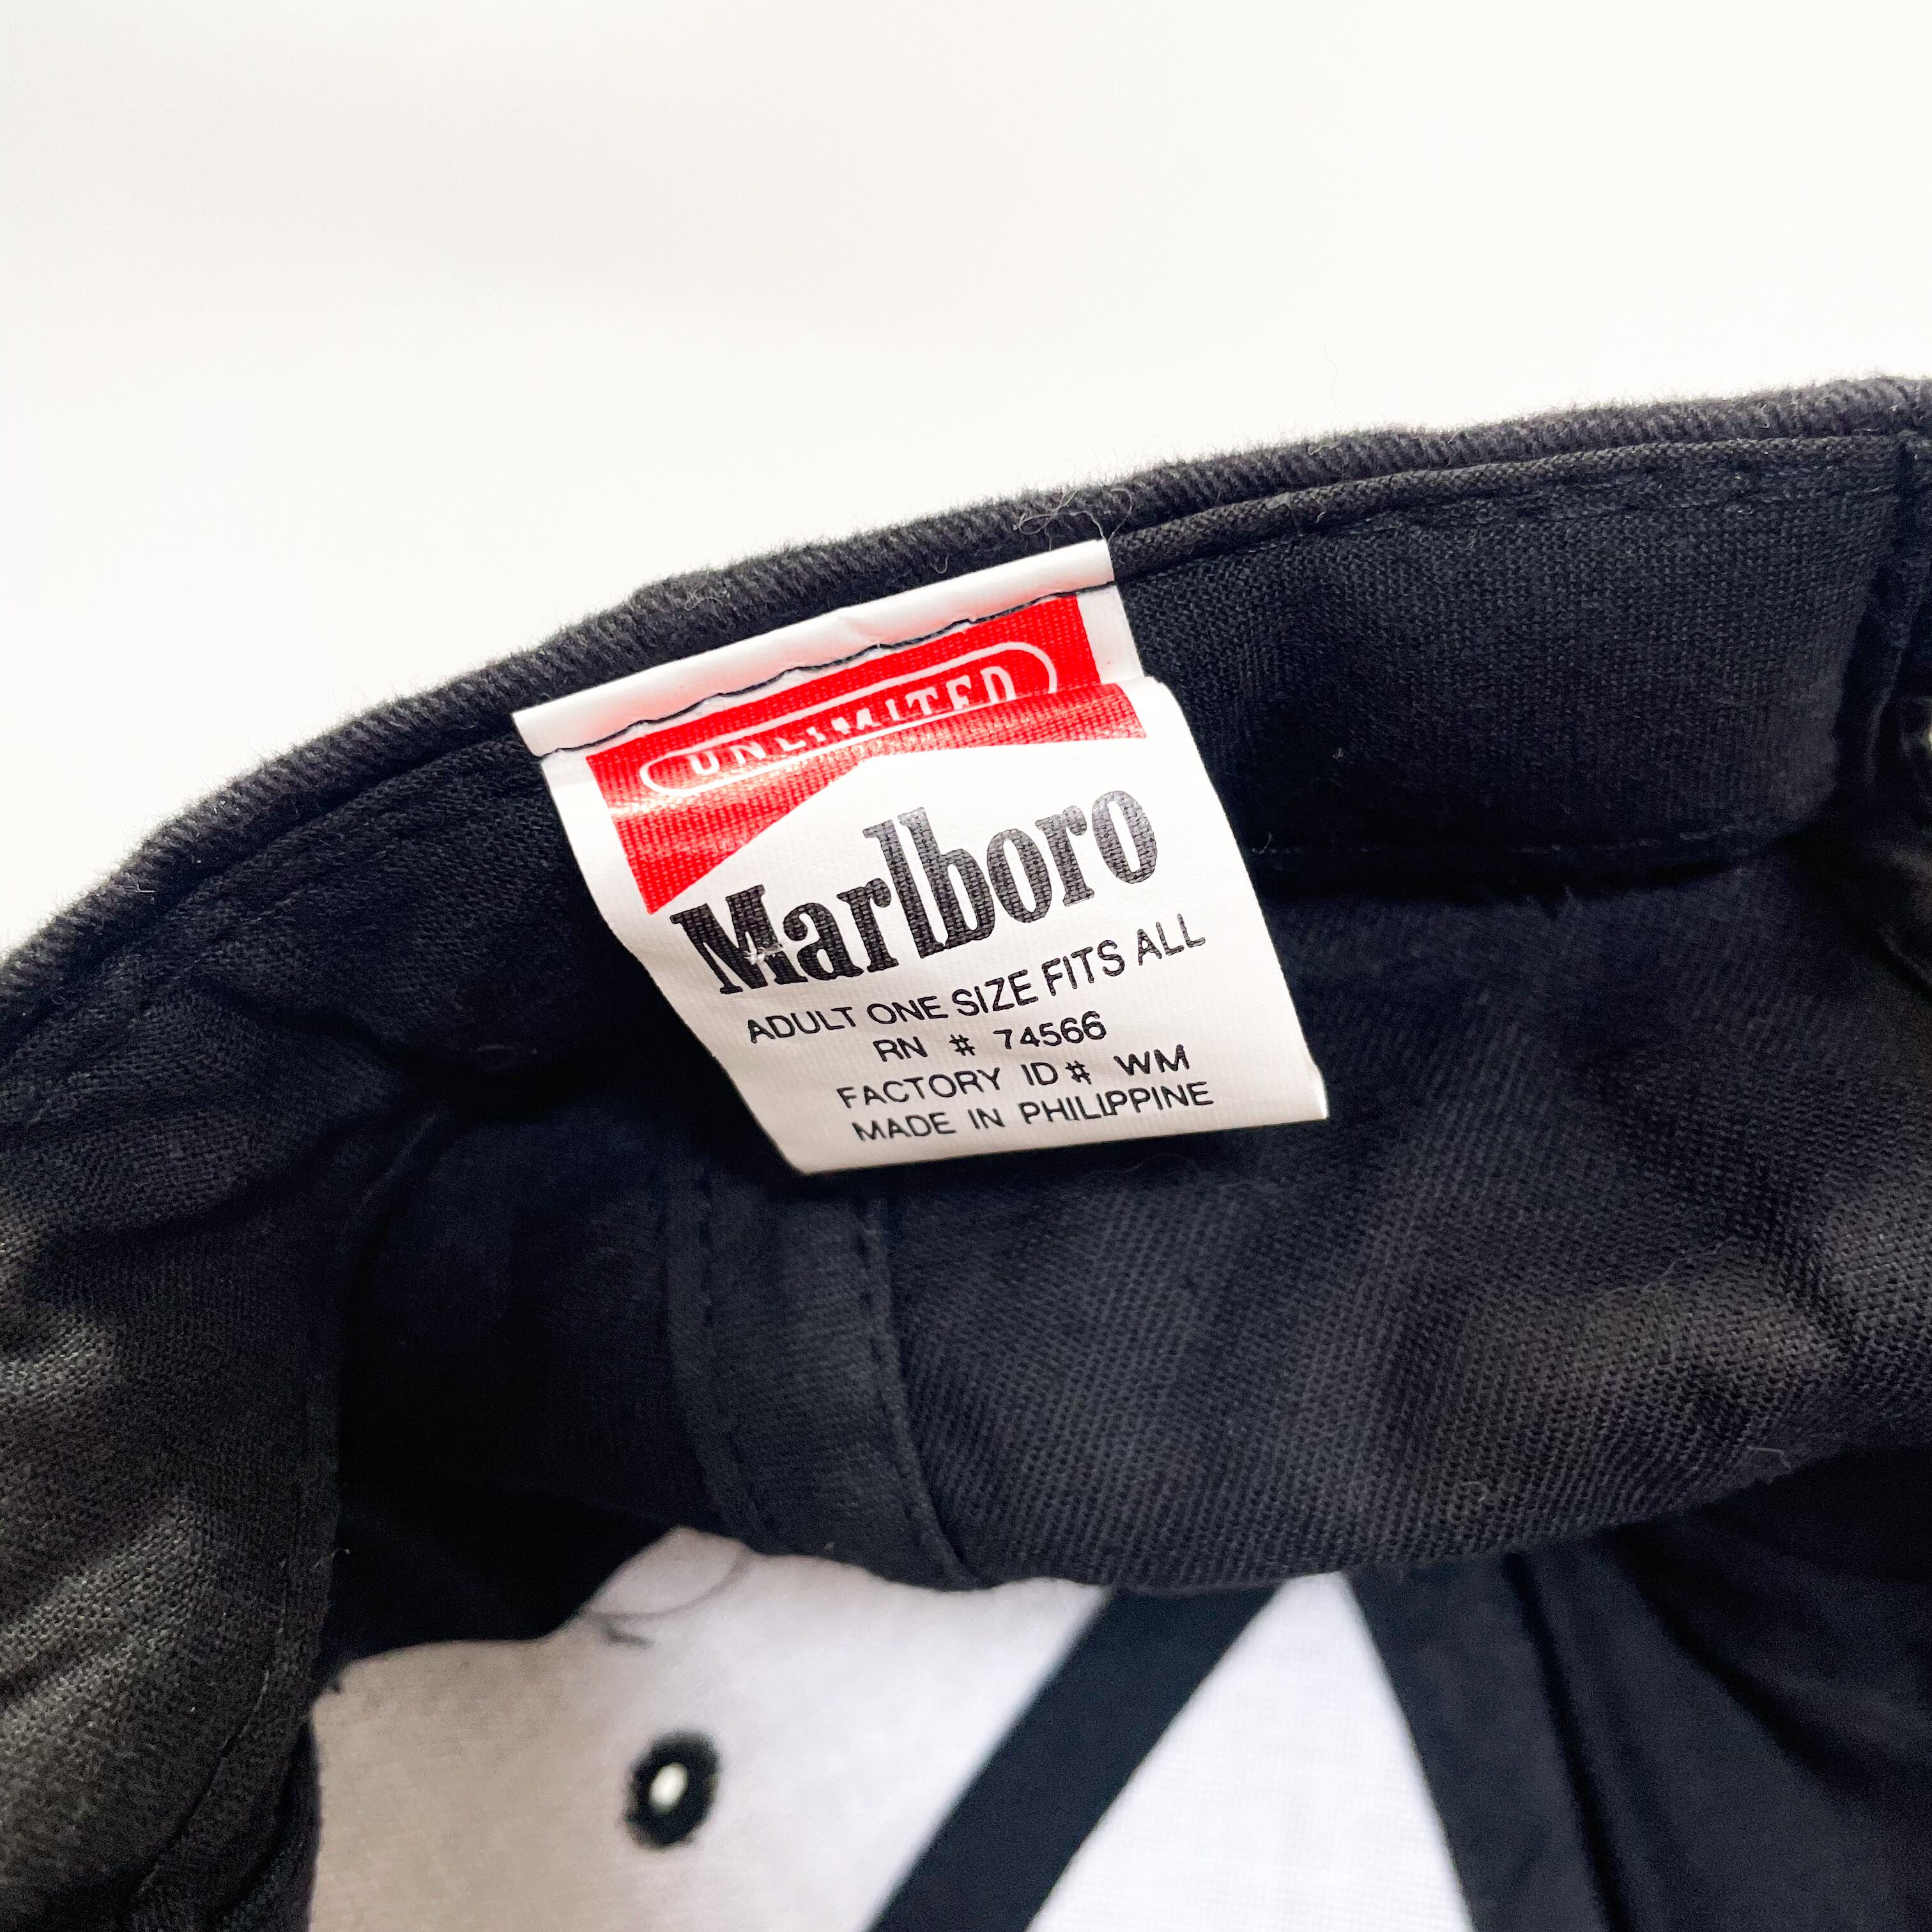 UNLIMITED
Marlboro
ADULT ONE SIZE FITS ALL
RN # 74566
FACTORY ID# WM
MADE IN PHILIPPINE